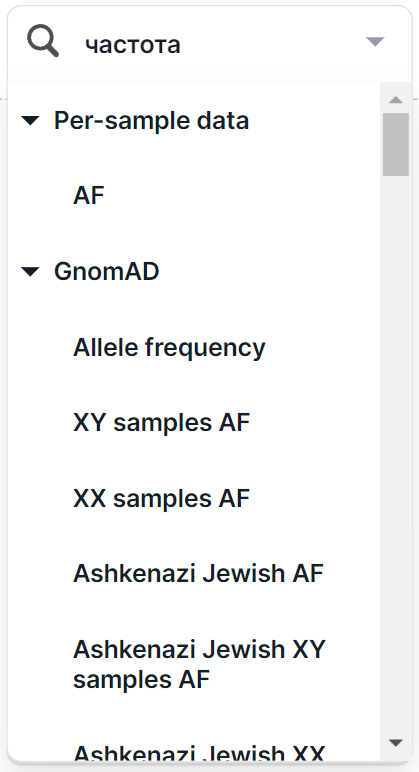 частота
Per-sample data
AF
GnomAD
Allele frequency
XY samples AF
XX samples AF
Ashkenazi Jewish AF
Ashkenazi Jewish XY
samples AF
Ashkenazi Jewish XX